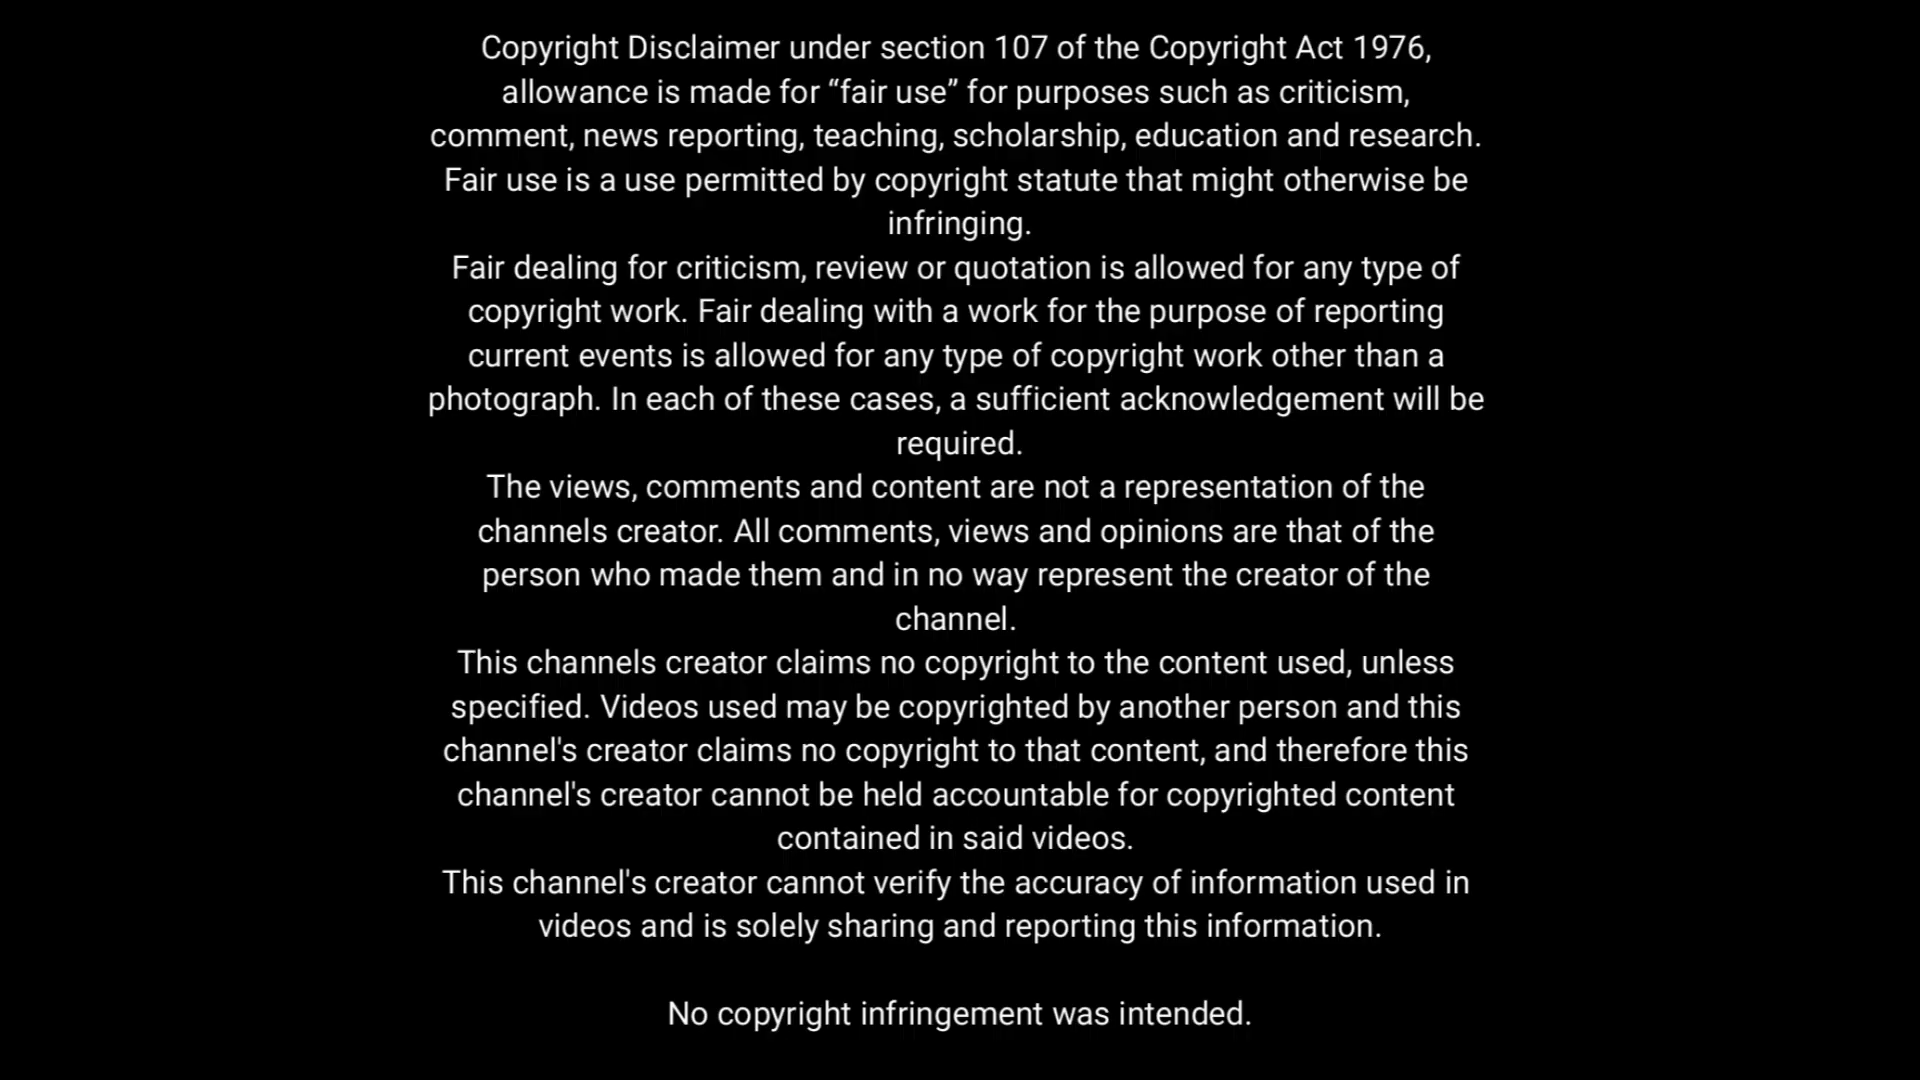 Copyright Disclaimer under section 107 of the Copyright Act 1976,
allowance is made for “fair use” for purposes such as criticism,
comment, news reporting, teaching, scholarship, education and research.
Fair use is a use permitted by copyright statute that might otherwise be
infringing.
Fair dealing for criticism, review or quotation is allowed for any type of
copyright work. Fair dealing with a work for the purpose of reporting
current events is allowed for any type of copyright work other than a
photograph. In each of these cases, a sufficient acknowledgement will be
required.
The views, comments and content are not a representation of the
channels creator. All comments, views and opinions are that of the
person who made them and in no way represent the creator of the
channel.
This channels creator claims no copyright to the content used, unless
specified. Videos used may be copyrighted by another person and this
channel's creator claims no copyright to that content, and therefore this
channel's creator cannot be held accountable for copyrighted content
contained in said videos.
This channel's creator cannot verify the accuracy of information used in
videos and is solely sharing and reporting this information.
No copyright infringement was intended.